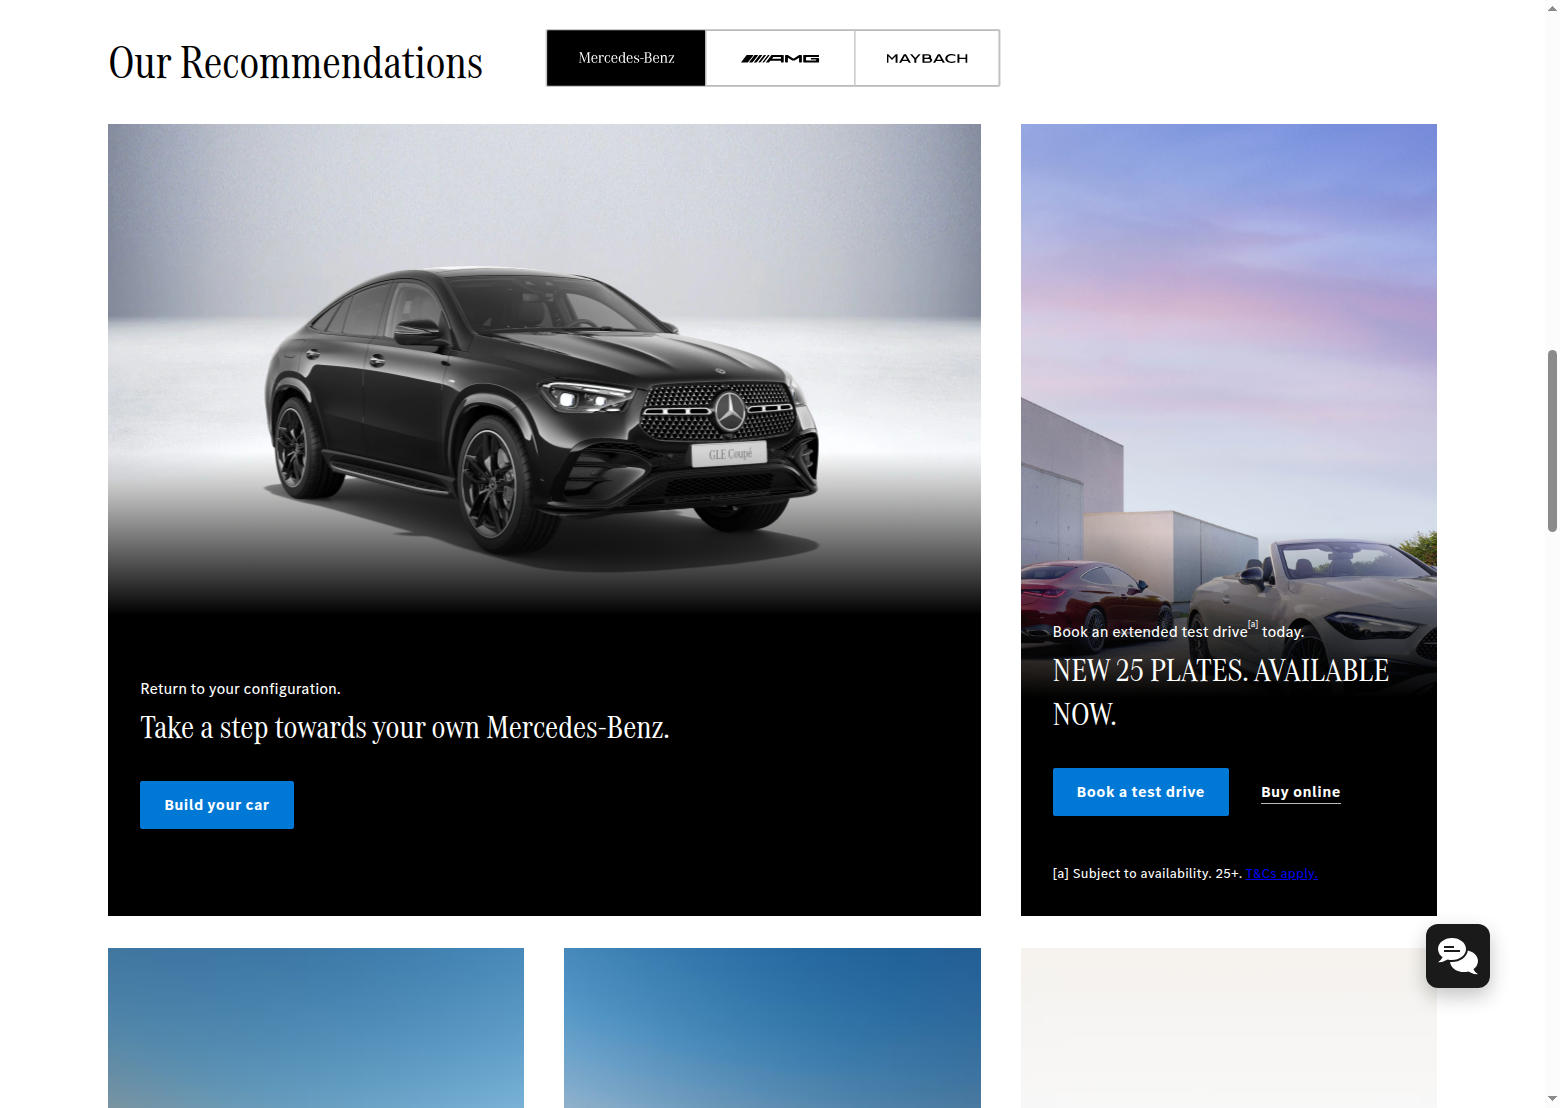 Our Recommendations
Mercedes-Benz
AMG
MAYBACH
GLE Coupé
Return to your configuration.
Take a step towards your own Mercedes-Benz.
Build your car
Book an extended test drive[a] today.
NEW 25 PLATES. AVAILABLE
NOW.
Book a test drive
Buy online
[a] Subject to availability. 25+. T&Cs apply.